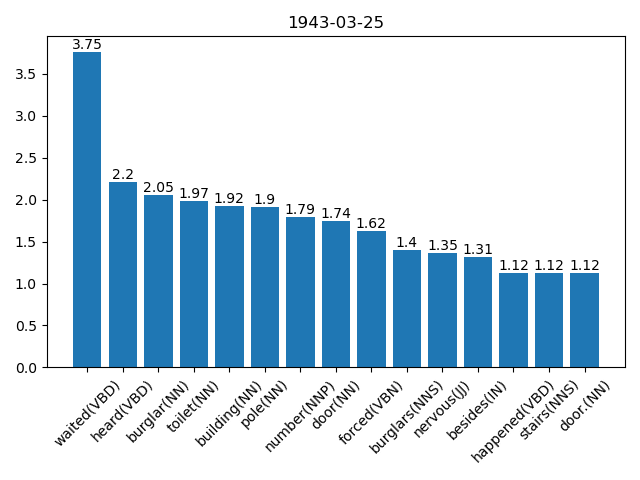 1943-03-25
3.75
2.2
2.05
1.97
1.92
1.9
1.79
1.74
1.62
1.4
1.35
1.31
1.12
1.12
1.12
3.5
3.0
2.5
2.0
1.5
1.0
0.5
0.0
waited(VBD)
heard(VBD)
burglar(NN)
toilet(NN)
building(NN)
pole(NN)
number(NNP)
door(NN)
forced(VBN)
burglars(NNS)
nervous(JJ)
besides(IN)
happened(VBD)
stairs(NNS)
door.(NN)